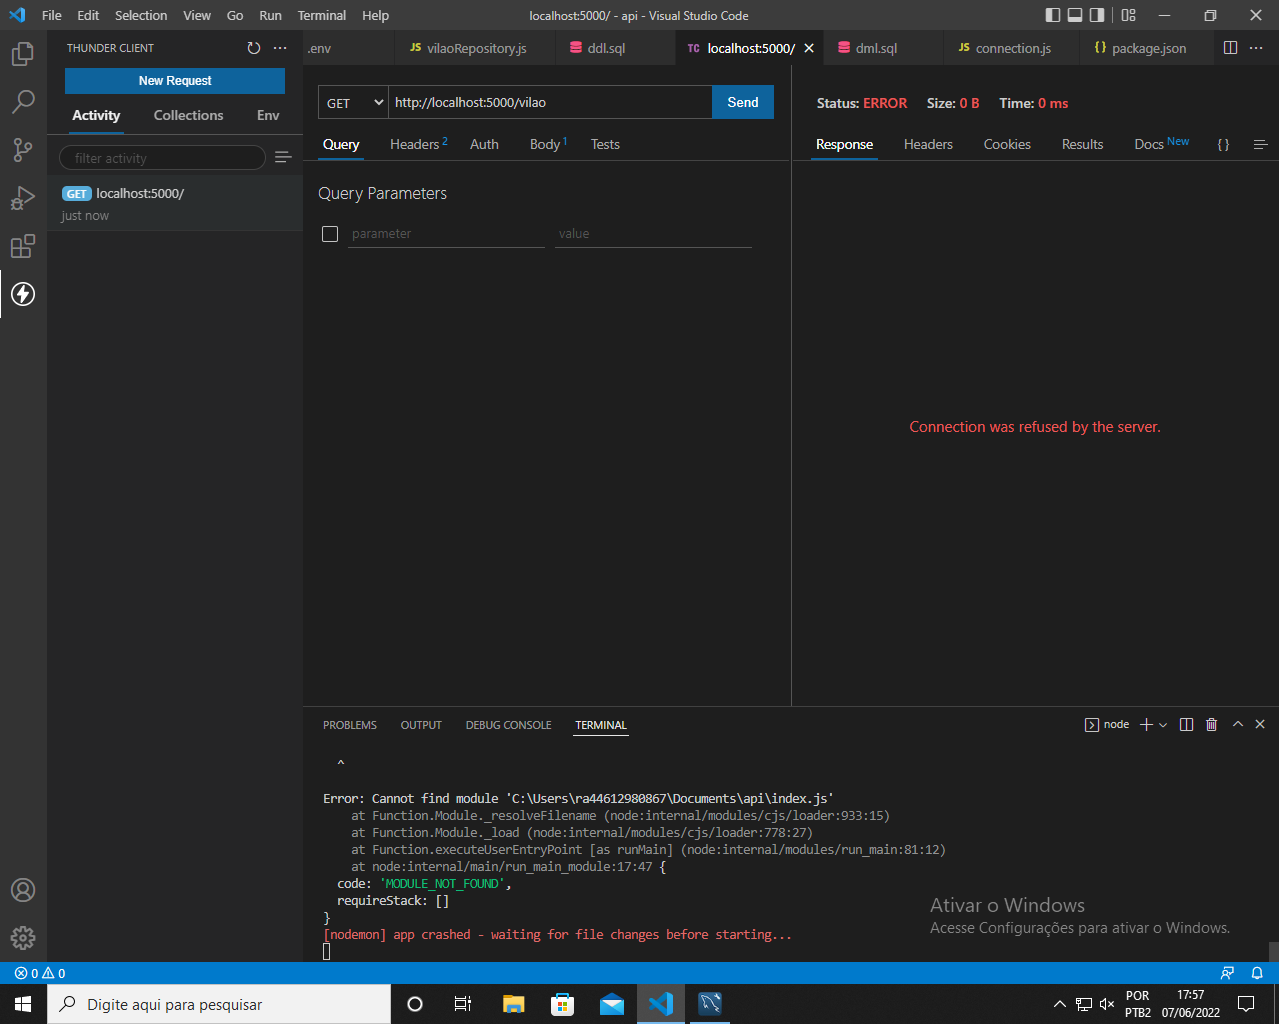 File Edit Selection View Go Run Terminal Help
localhost:5000/ - api - Visual Studio Code
THUNDER CLIENT
New Request
Activity Collections Env
filter activity
GET localhost:5000/
just now
.env
JS vilaoRepository.js
ddl.sql
TC localhost:5000/
dml.sql
JS connection.js
{} package.json
GET http://localhost:5000/vilao Send
Query Headers 2 Auth Body 1 Tests
Query Parameters
parameter value
Status: ERROR Size: 0 B Time: 0 ms
Response Headers Cookies Results Docs New {}
Connection was refused by the server.
PROBLEMS OUTPUT DEBUG CONSOLE TERMINAL
node
^
Error: Cannot find module 'C:\Users\ra44612980867\Documents\api\index.js'
at Function.Module._resolveFilename (node:internal/modules/cjs/loader:933:15)
at Function.Module._load (node:internal/modules/cjs/loader:778:27)
at Function.executeUserEntryPoint [as runMain] (node:internal/modules/run_main:81:12)
at node:internal/main/run_main_module:17:47 {
code: 'MODULE_NOT_FOUND',
requireStack: []
}
[nodemon] app crashed - waiting for file changes before starting...
Ativar o Windows
Acesse Configurações para ativar o Windows.
0 0
Digite aqui para pesquisar
POR
PTB2
17:57
07/06/2022